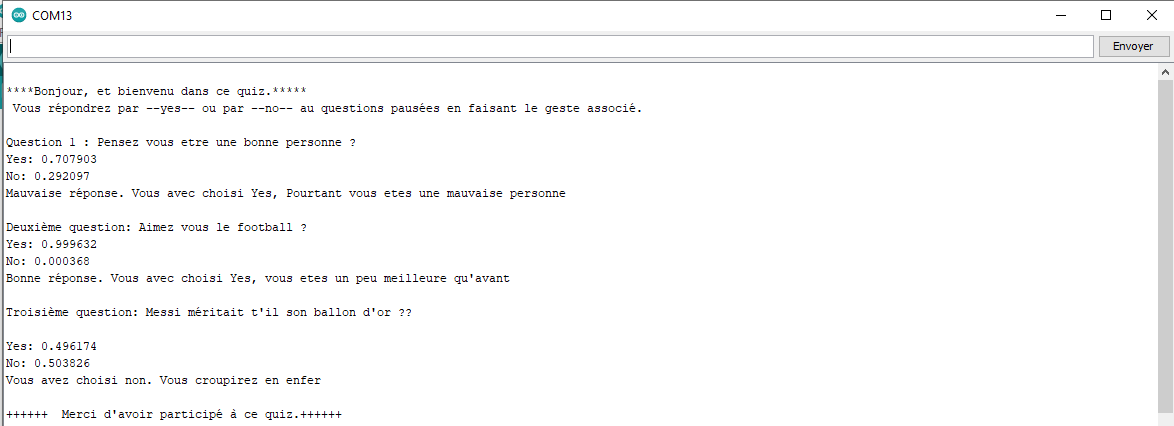 COM13
Envoyer
****Bonjour, et bienvenu dans ce quiz.*****
Vous répondrez par --yes-- ou par --no-- au questions pausées en faisant le geste associé.
Question 1 : Pensez vous etre une bonne personne ?
Yes: 0.707903
No: 0.292097
Mauvaise réponse. Vous avec choisi Yes, Pourtant vous etes une mauvaise personne
Deuxième question: Aimez vous le football ?
Yes: 0.999632
No: 0.000368
Bonne réponse. Vous avec choisi Yes, vous etes un peu meilleure qu'avant
Troisième question: Messi méritait t'il son ballon d'or ??
Yes: 0.496174
No: 0.503826
Vous avez choisi non. Vous croupirez en enfer
++++++  Merci d'avoir participé à ce quiz.++++++